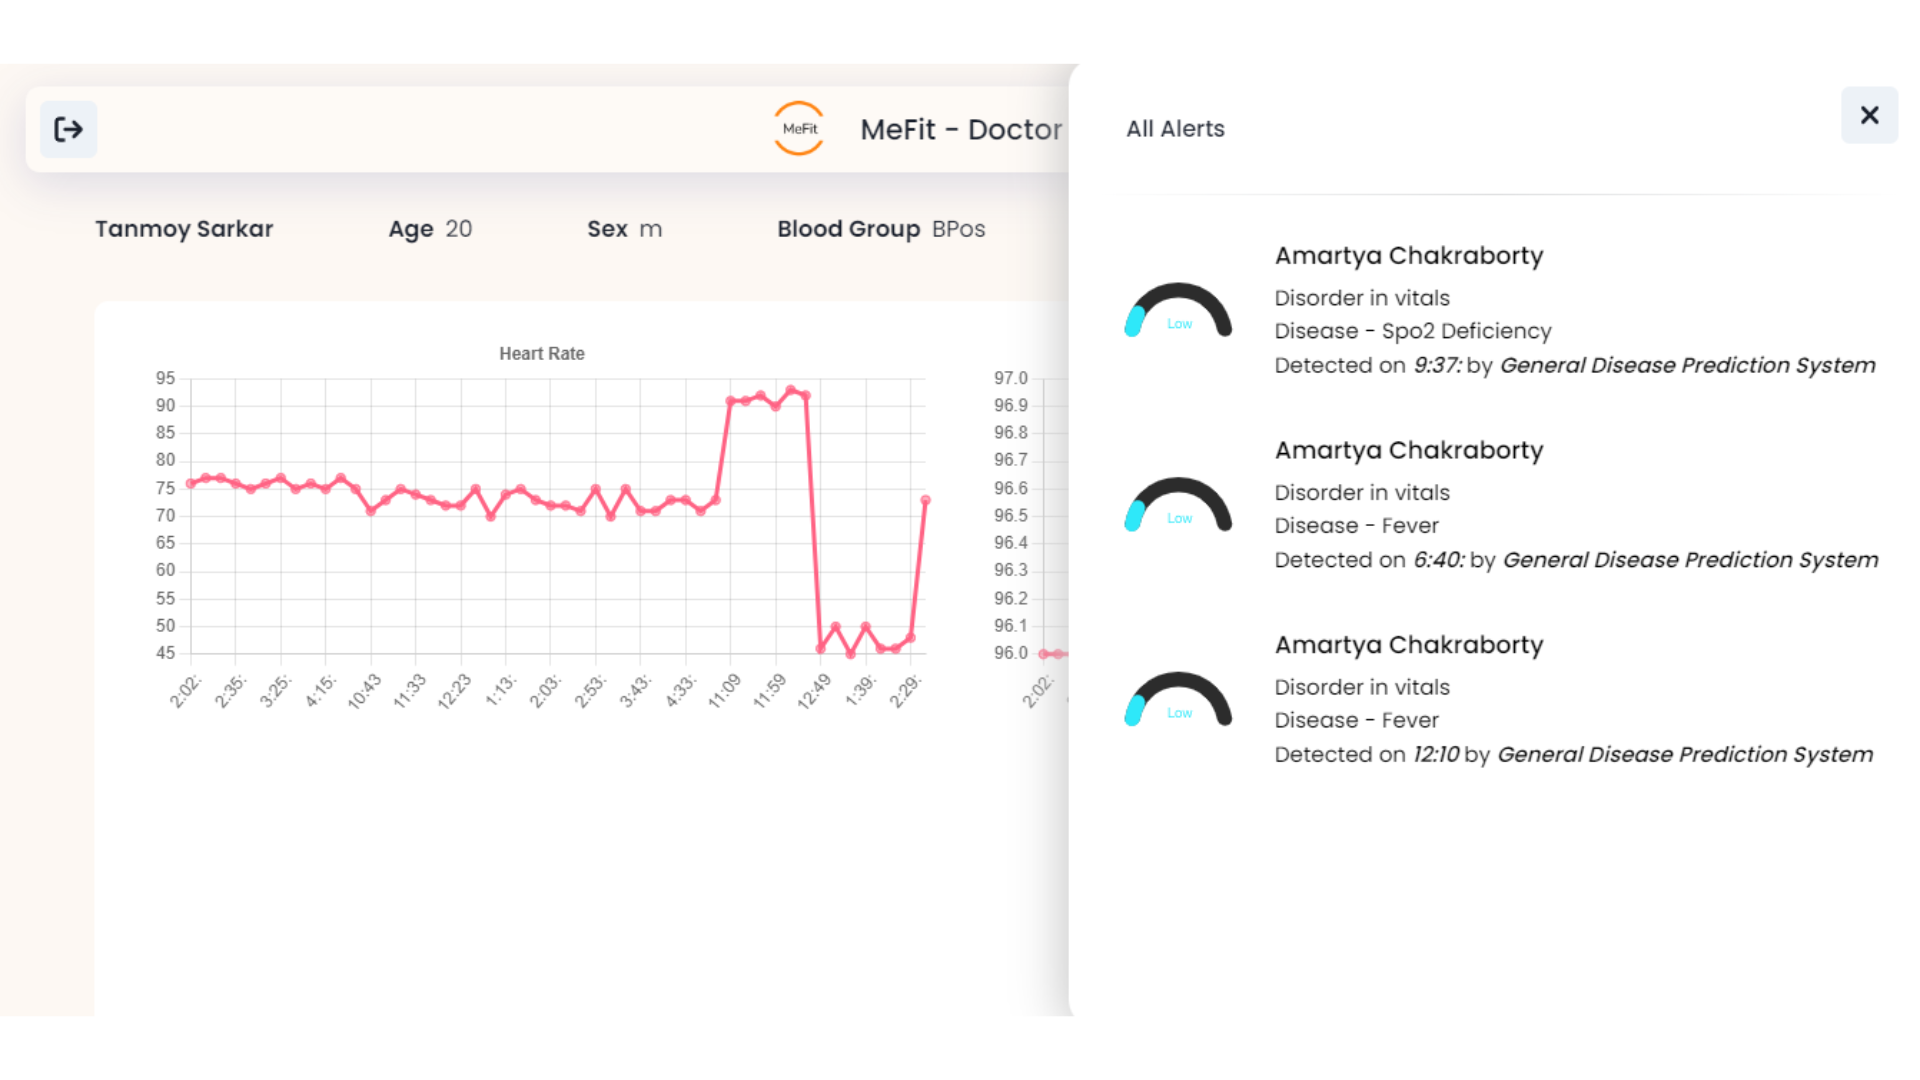 MeFit
MeFit - Doctor
Tanmoy Sarkar
Age 20
Sex m
Blood Group BPos
Heart Rate
95
90
85
80
75
70
65
60
55
50
45
2:02:
2:35:
3:25:
4:15:
10:43
11:33
12:23
1:13:
2:03:
2:53:
3:43:
4:33:
11:09
11:59
12:49
1:39:
2:29:
97.0
96.9
96.8
96.7
96.6
96.5
96.4
96.3
96.2
96.1
96.0
2:02:
All Alerts
Amartya Chakraborty
Low
Disorder in vitals
Disease - Spo2 Deficiency
Detected on 9:37: by General Disease Prediction System
Amartya Chakraborty
Low
Disorder in vitals
Disease - Fever
Detected on 6:40: by General Disease Prediction System
Amartya Chakraborty
Low
Disorder in vitals
Disease - Fever
Detected on 12:10 by General Disease Prediction System